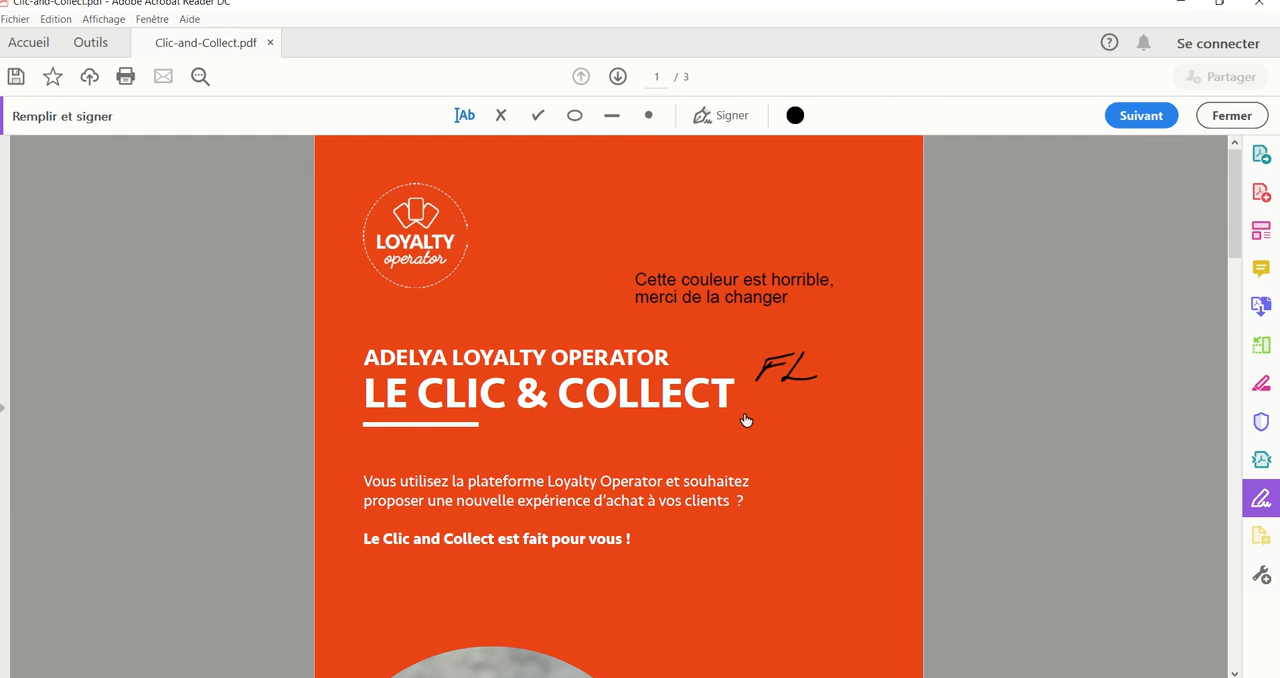 Clic-and-Collect.pdf - Adobe Acrobat Reader DC
Fichier Edition Affichage Fenêtre Aide
Accueil Outils Clic-and-Collect.pdf × ? Se connecter
1 / 3 Partager
Remplir et signer Ab Signer Suivant Fermer
LOYALTY
operator
Cette couleur est horrible,
merci de la changer
ADELYA LOYALTY OPERATOR
LE CLIC & COLLECT
FL
Vous utilisez la plateforme Loyalty Operator et souhaitez
proposer une nouvelle expérience d'achat à vos clients ?
Le Clic and Collect est fait pour vous !